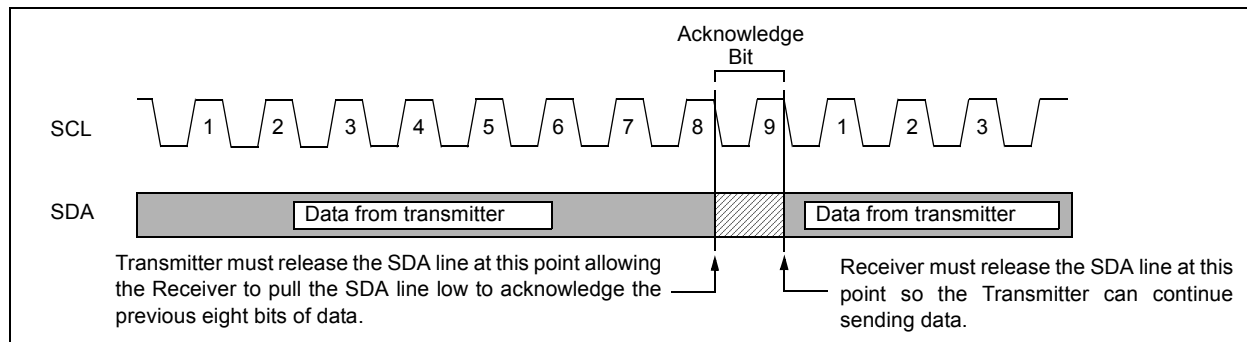 Acknowledge
Bit
SCL
1 2 3 4 5 6 7 8 9 1 2 3
SDA
Data from transmitter
Data from transmitter
Transmitter must release the SDA line at this point allowing
the Receiver to pull the SDA line low to acknowledge the
previous eight bits of data.
Receiver must release the SDA line at this
point so the Transmitter can continue
sending data.